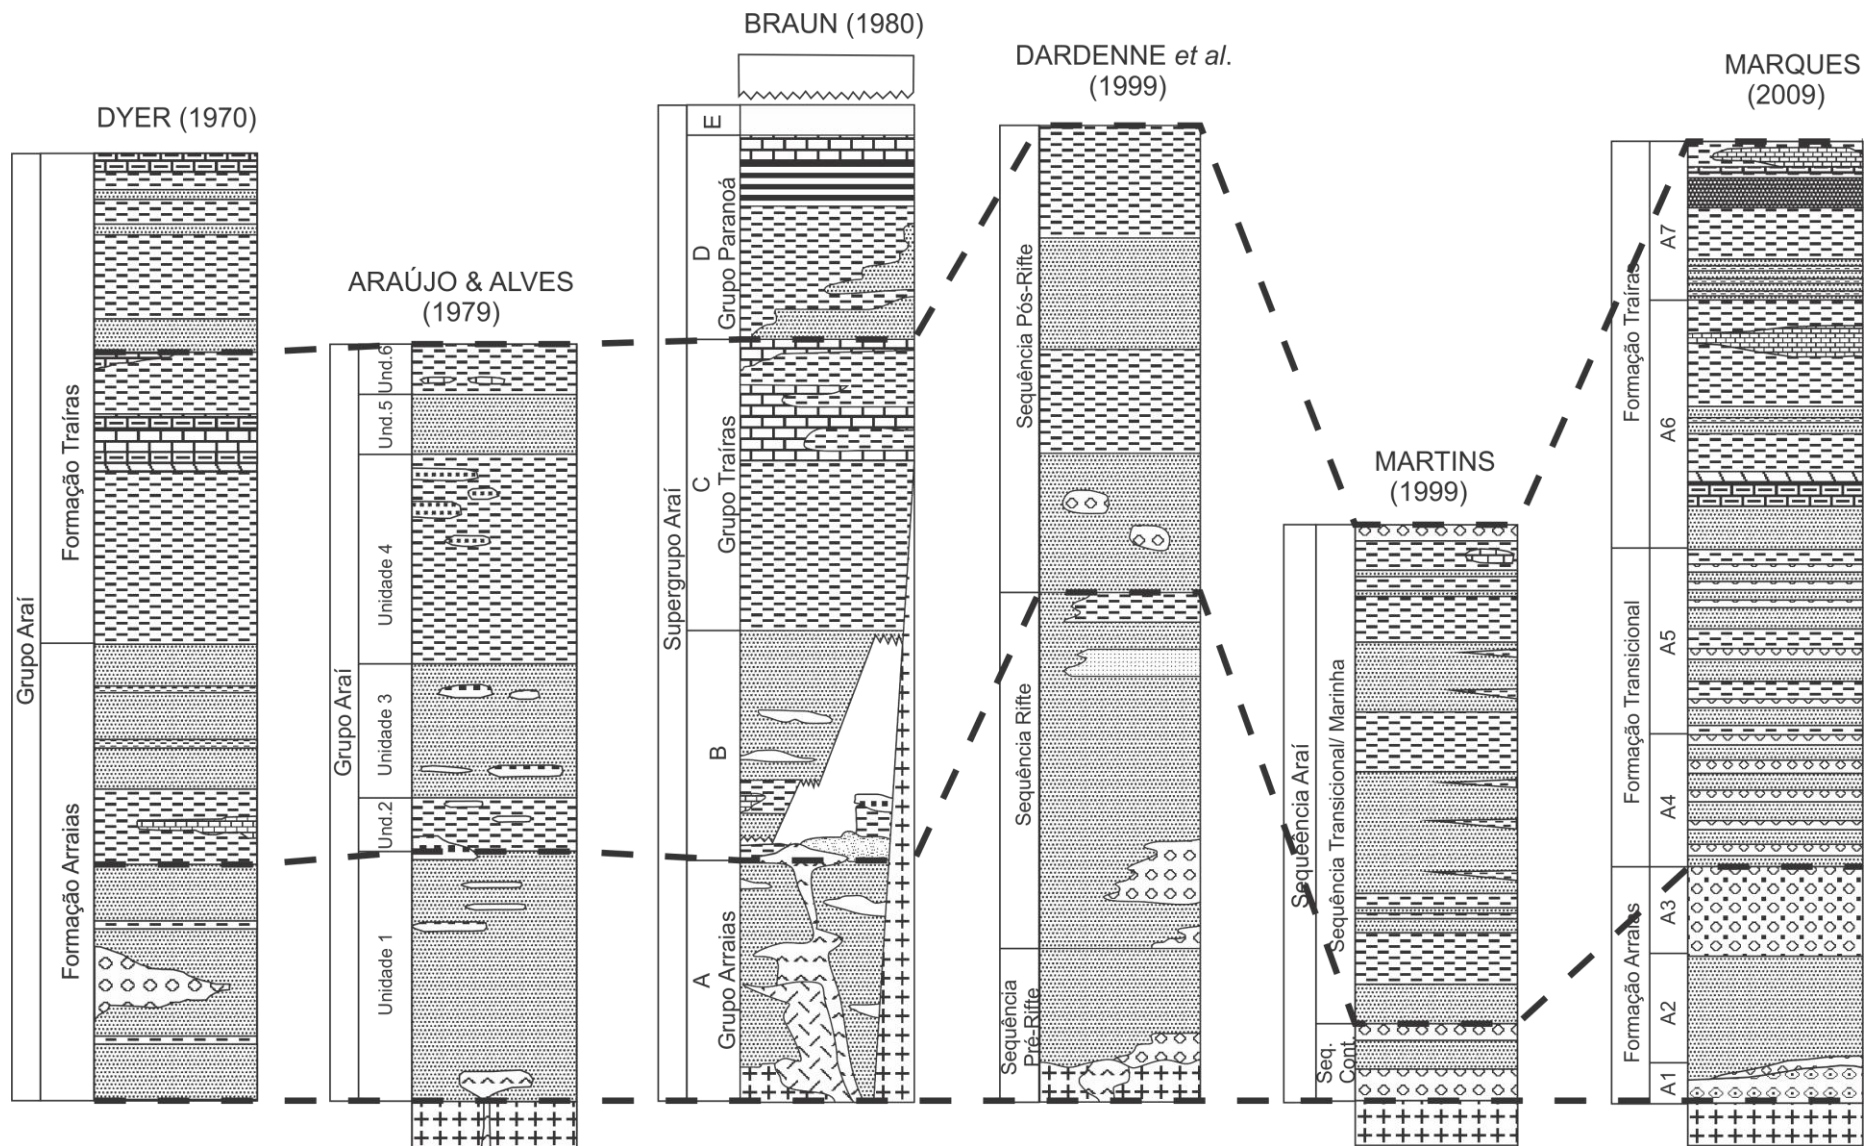 DYER (1970)
Grupo Araí
Formação Traíras
Formação Arraias
ARAÚJO & ALVES
(1979)
Grupo Araí
Und.6
Und.5
Unidade 4
Unidade 3
Und.2
Unidade 1
BRAUN (1980)
Supergrupo Araí
E
D
Grupo Paranoá
C
Grupo Traíras
B
A
Grupo Arraias
DARDENNE et al.
(1999)
Sequência Pós-Rifte
Sequência Rifte
Sequência
Pré-Rifte
MARTINS
(1999)
Sequência Araí
Sequência Transicional/ Marinha
Seq.
Cont.
MARQUES
(2009)
Formação Traíras
A7
A6
Formação Transicional
A5
A4
Formação Arraias
A3
A2
A1